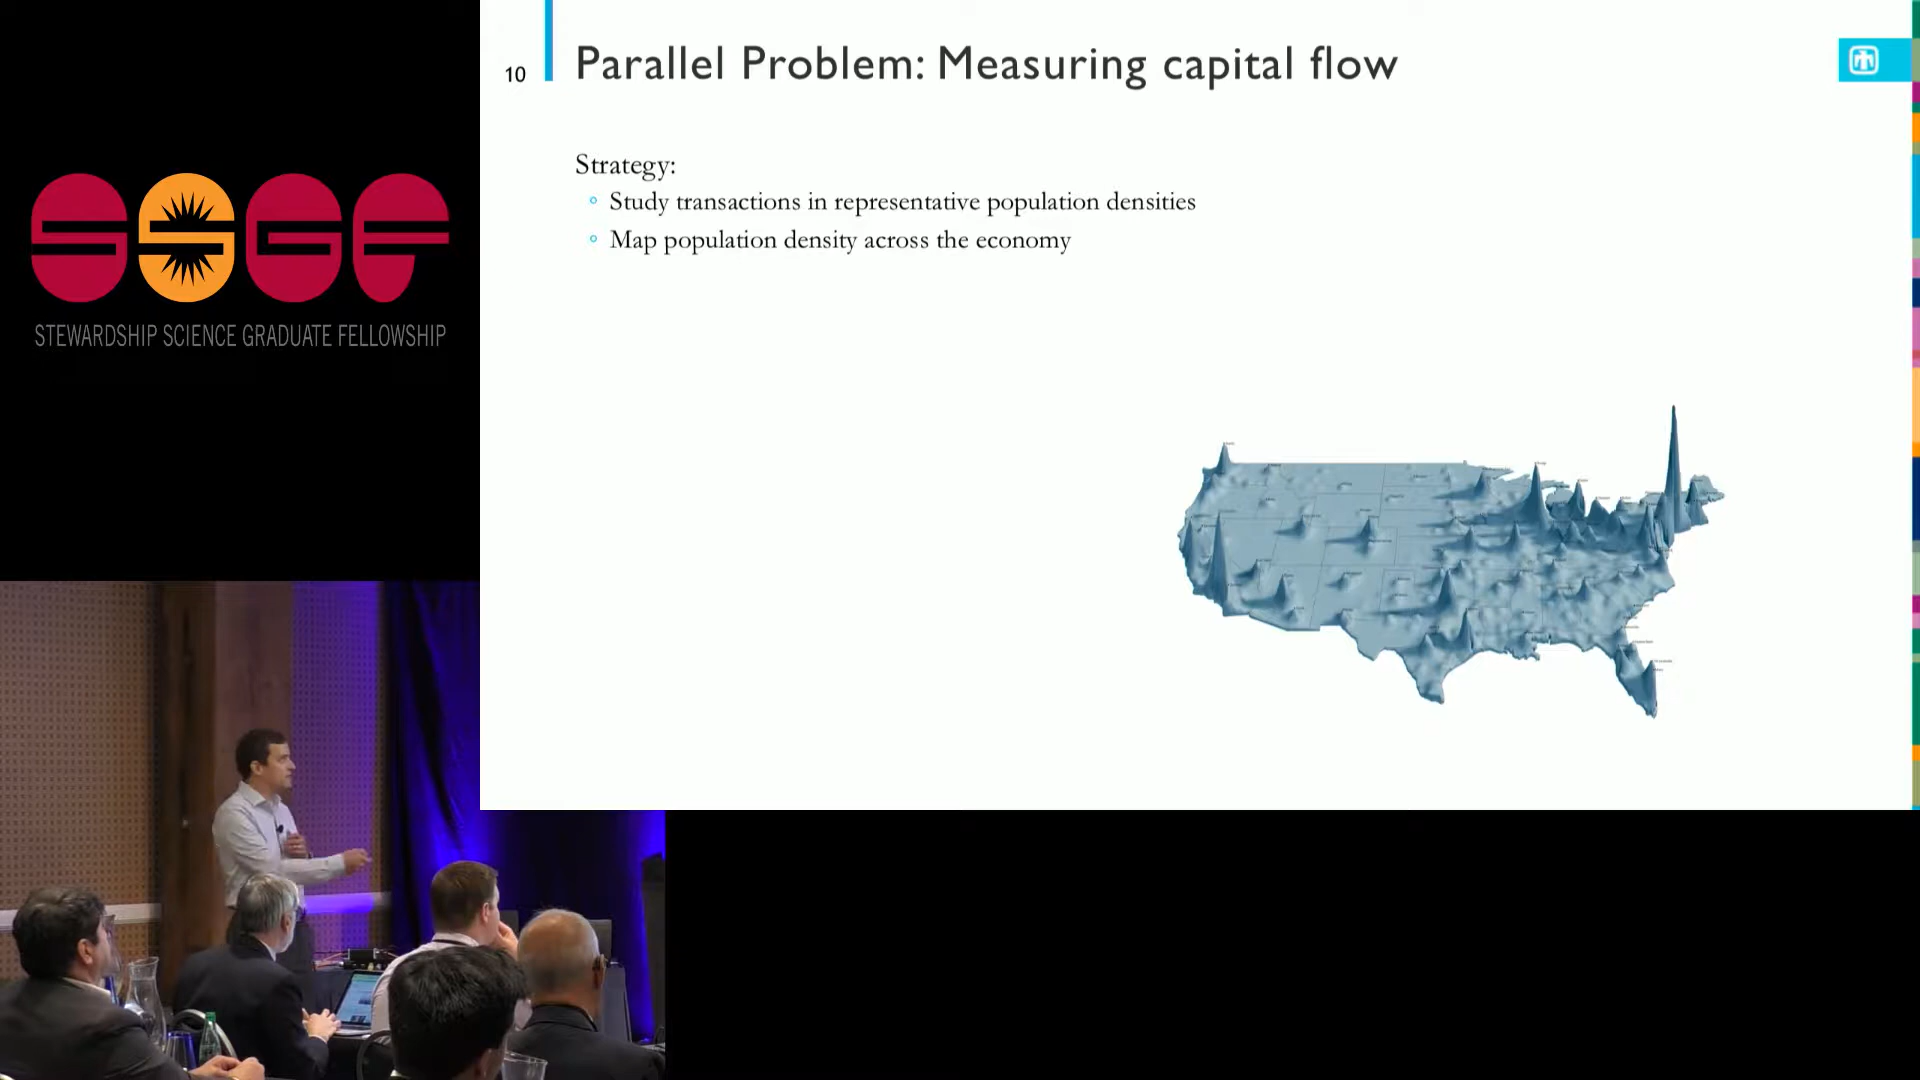 10
Parallel Problem: Measuring capital flow
Strategy:
Study transactions in representative population densities
Map population density across the economy
SSGF
STEWARDSHIP SCIENCE GRADUATE FELLOWSHIP